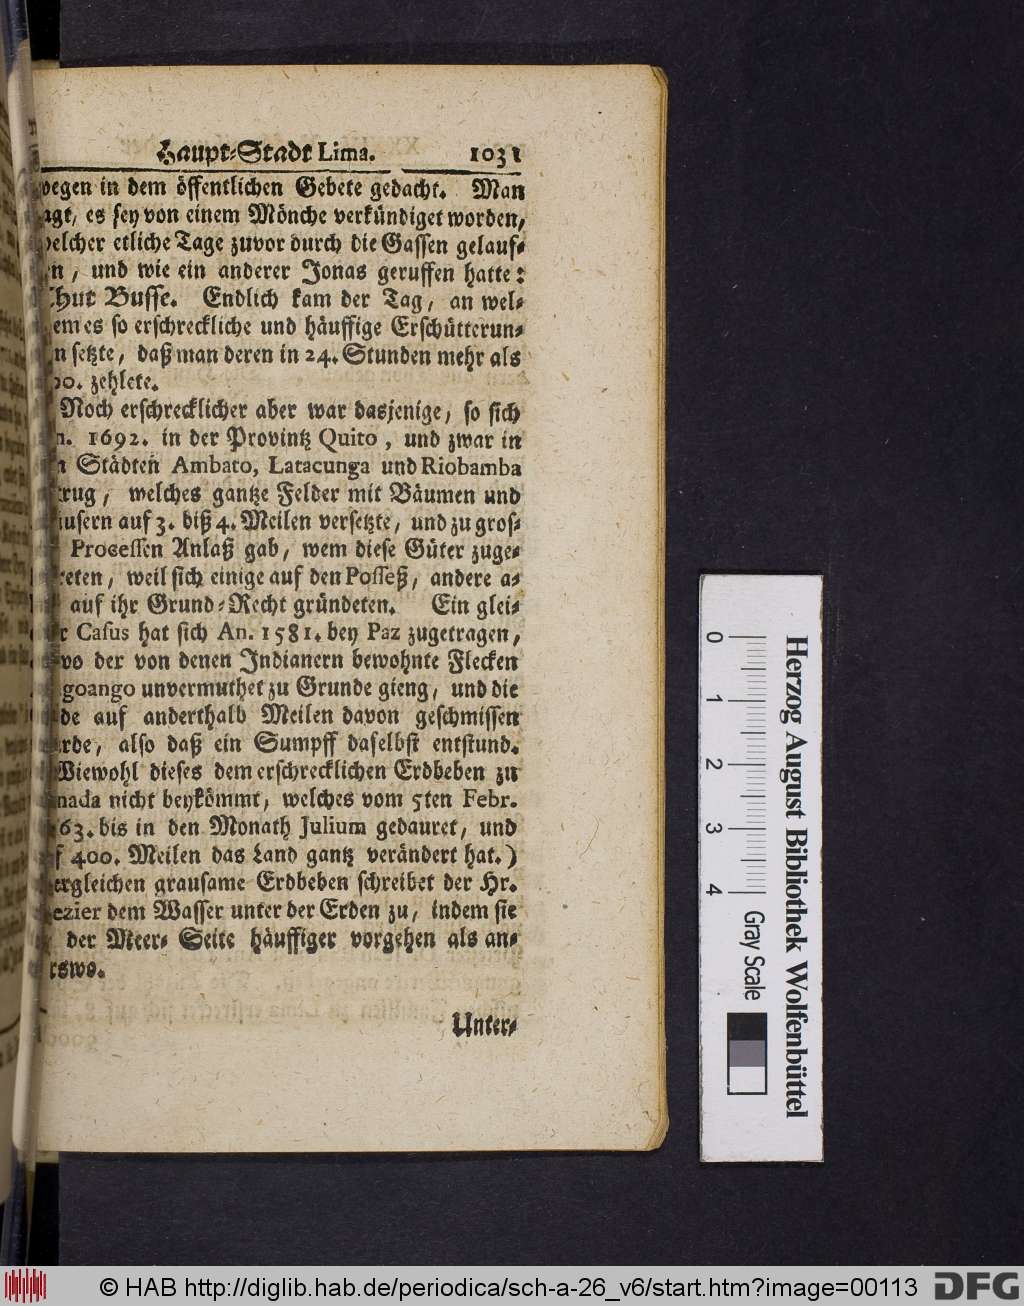 Haupt-Stadt Lima. 1031
wegen in dem öffentlichen Gebete gedacht. Man
sagt, es sey von einem Mönche verkündiget worden,
welcher etliche Tage zuvor durch die Gassen gelauf-
en, und wie ein anderer Jonas geruffen hatte:
Thut Busse. Endlich kam der Tag, an wel-
em es so erschreckliche und häuffige Erschütterun-
n setzte, daß man deren in 24. Stunden mehr als
00. zehlete.
Noch erschrecklicher aber war dasjenige, so sich
n. 1692. in der Provintz Quito, und zwar in
n Städten Ambato, Latacunga und Riobamba
trug, welches gantze Felder mit Bäumen und
äusern auf 3. biß 4. Meilen versetzte, und zu gros-
Processen Anlaß gab, wem diese Güter zuge-
reten, weil sich einige auf den Posseß, andere a-
auf ihr Grund-Recht gründeten. Ein glei-
r Casus hat sich An. 1581. bey Paz zugetragen,
wo der von denen Indianern bewohnte Flecken
goango unvermuthet zu Grunde gieng, und die
de auf anderthalb Meilen davon geschmissen
urde, also daß ein Sumpff daselbst entstund.
Wiewohl dieses dem erschrecklichen Erdbeben zu
nada nicht beykömmt, welches vom 5ten Febr.
63. bis in den Monath Julium gedauret, und
f 400. Meilen das Land gantz verändert hat.)
ergleichen grausame Erdbeben schreibet der Hr.
ezier dem Wasser unter der Erden zu, indem sie
der Meer-Seite häuffiger vorgehen als an-
rswo.
Unter-
0 1 2 3 4 Gray Scale
Herzog August Bibliothek Wolfenbüttel
© HAB http://diglib.hab.de/periodica/sch-a-26_v6/start.htm?image=00113 DFG